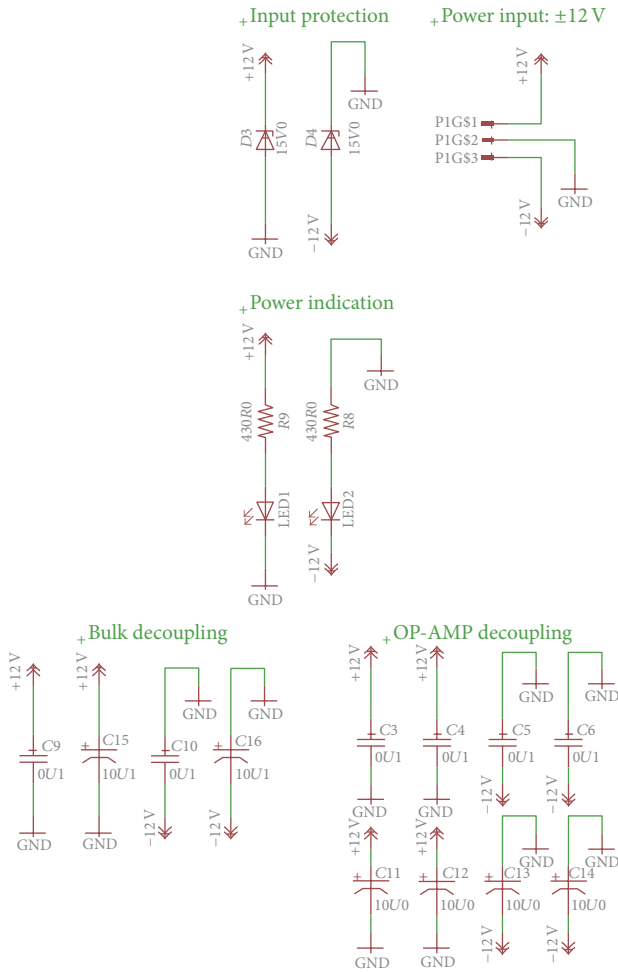 +Input protection
+Power input: ±12 V
+12 V
−12 V
GND
+12 V
D3
15V0
D4
15V0
P1G$1
P1G$2
P1G$3
GND
GND
−12 V
−12 V
+Power indication
+12 V
GND
430R0
R9
430R0
R8
LED1
LED2
GND
−12 V
+Bulk decoupling
+12 V
+12 V
GND
GND
+
C9
0U1
+
C15
10U1
+
C10
0U1
+
C16
10U1
GND
GND
−12 V
−12 V
+OP-AMP decoupling
+12 V
+12 V
GND
GND
+
C3
0U1
+
C4
0U1
+
C5
0U1
+
C6
0U1
GND
GND
−12 V
−12 V
+12 V
+12 V
GND
GND
+
C11
10U0
+
C12
10U0
+
C13
10U0
+
C14
10U0
GND
GND
−12 V
−12 V